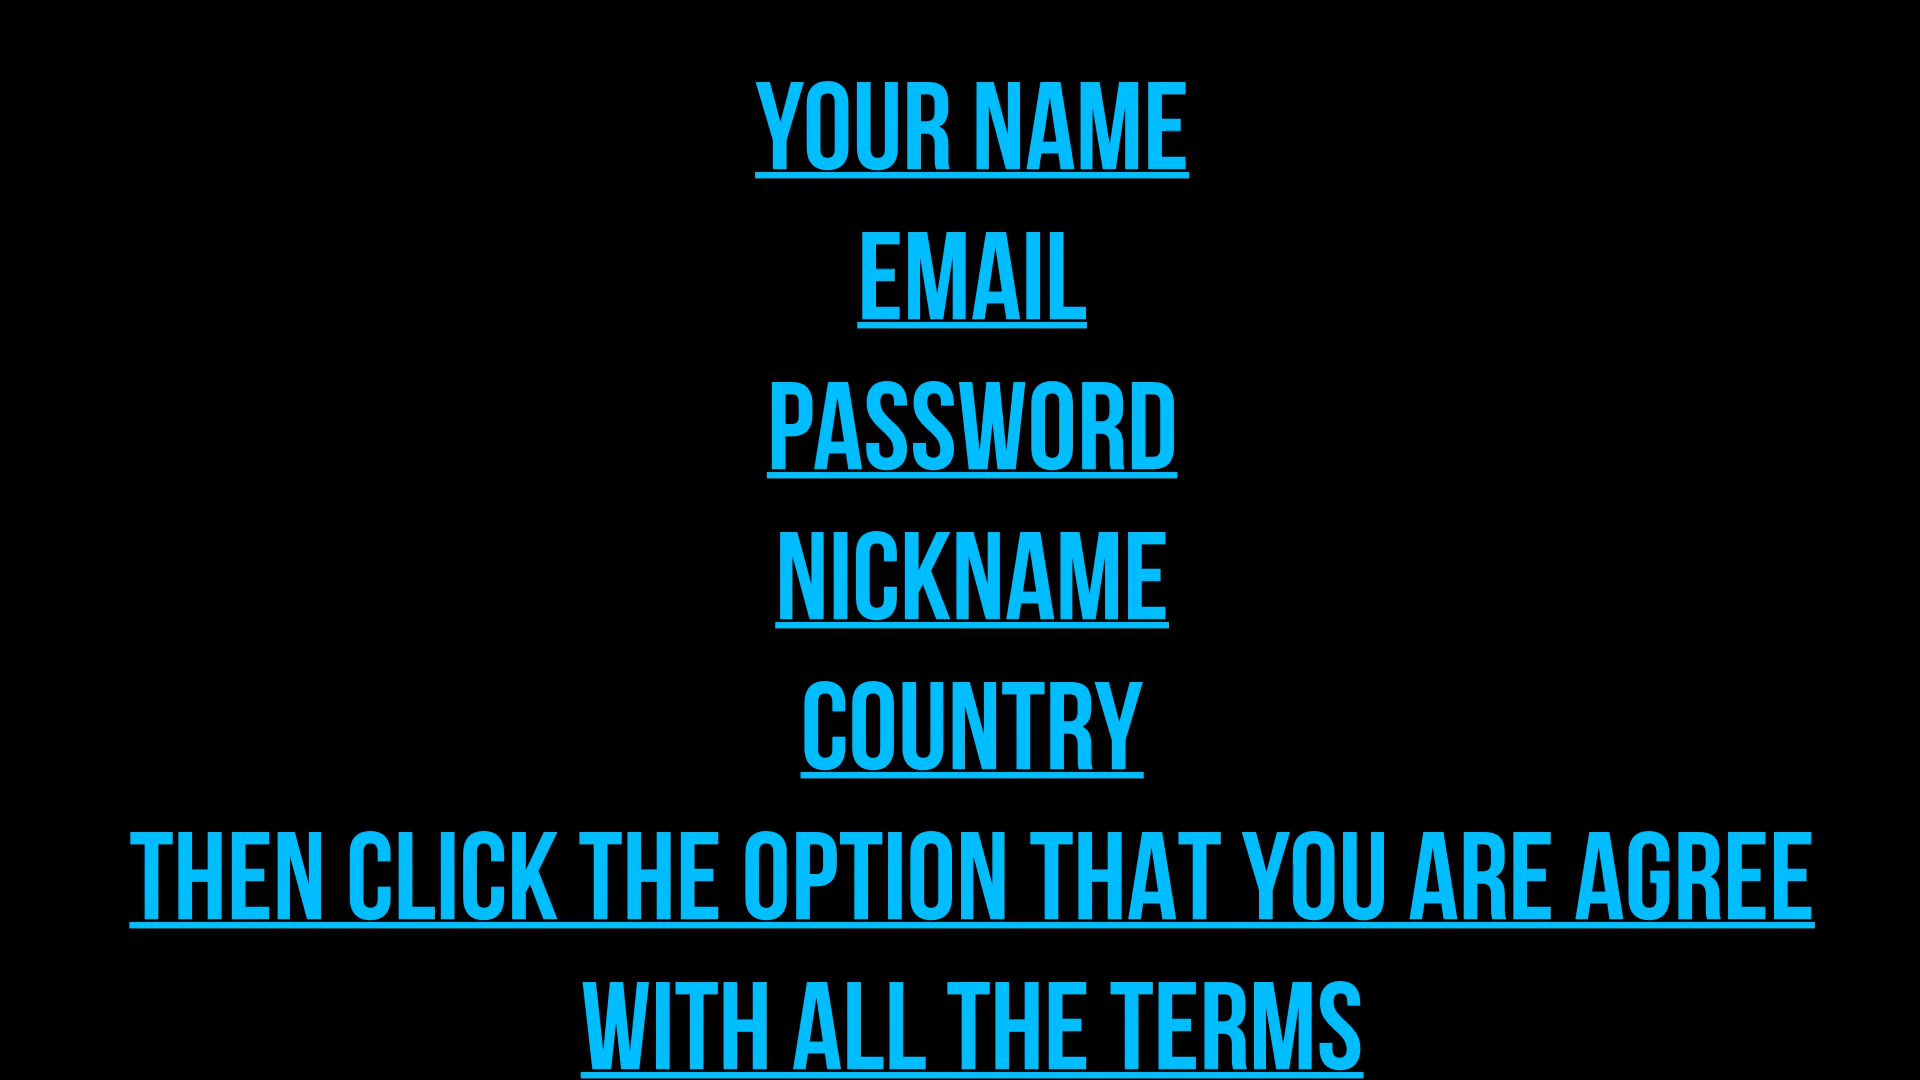 YOUR NAME
EMAIL
PASSWORD
NICKNAME
COUNTRY
THEN CLICK THE OPTION THAT YOU ARE AGREE
WITH ALL THE TERMS